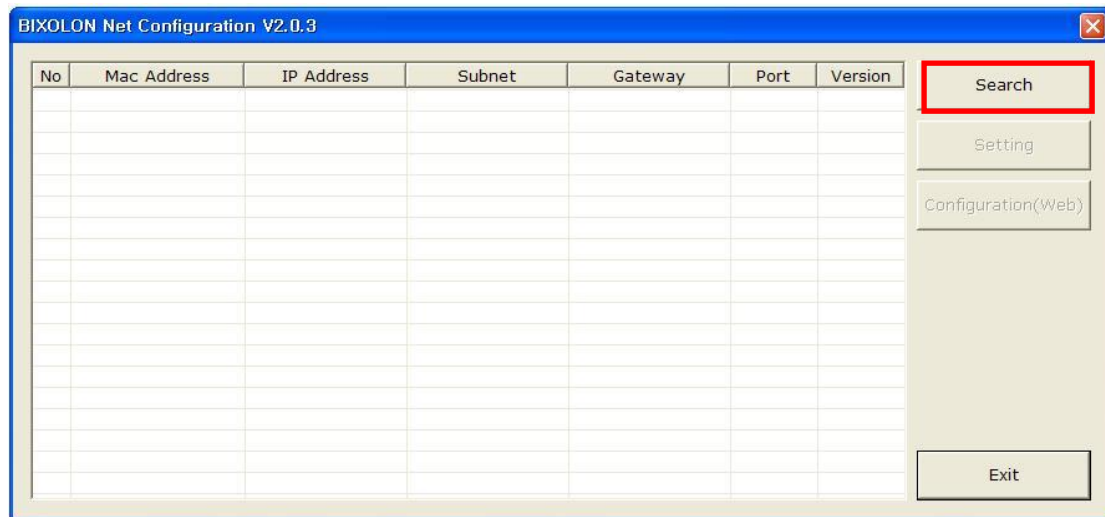 BIXOLON Net Configuration V2.0.3
No Mac Address IP Address Subnet Gateway Port Version
Search
Setting
Configuration(Web)
Exit